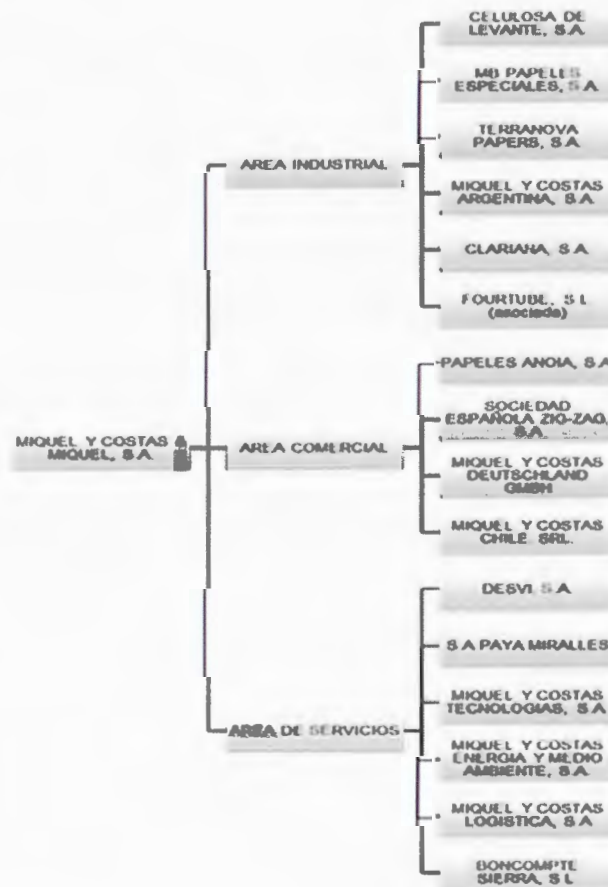 MIQUEL Y COSTAS &
MIQUEL, S.A.
AREA INDUSTRIAL
CELULOSA DE
LEVANTE, S.A.
MB PAPELES
ESPECIALES, S.A.
TERRANOVA
PAPERS, S.A.
MIQUEL Y COSTAS
ARGENTINA, S.A.
CLARIANA, S.A.
FOURTUBE, S.L.
(asociada)
AREA COMERCIAL
PAPELES ANOIA, S.A.
SOCIEDAD
ESPAÑOLA ZIG-ZAG,
S.A.
MIQUEL Y COSTAS
DEUTSCHLAND
GMBH
MIQUEL Y COSTAS
CHILE SRL.
AREA DE SERVICIOS
DESVI, S.A.
S.A PAYA MIRALLES
MIQUEL Y COSTAS
TECNOLOGIAS, S.A.
MIQUEL Y COSTAS
ENERGIA Y MEDIO
AMBIENTE, S.A.
MIQUEL Y COSTAS
LOGISTICA, S.A.
BONCOMPTE
SIERRA, S.L.